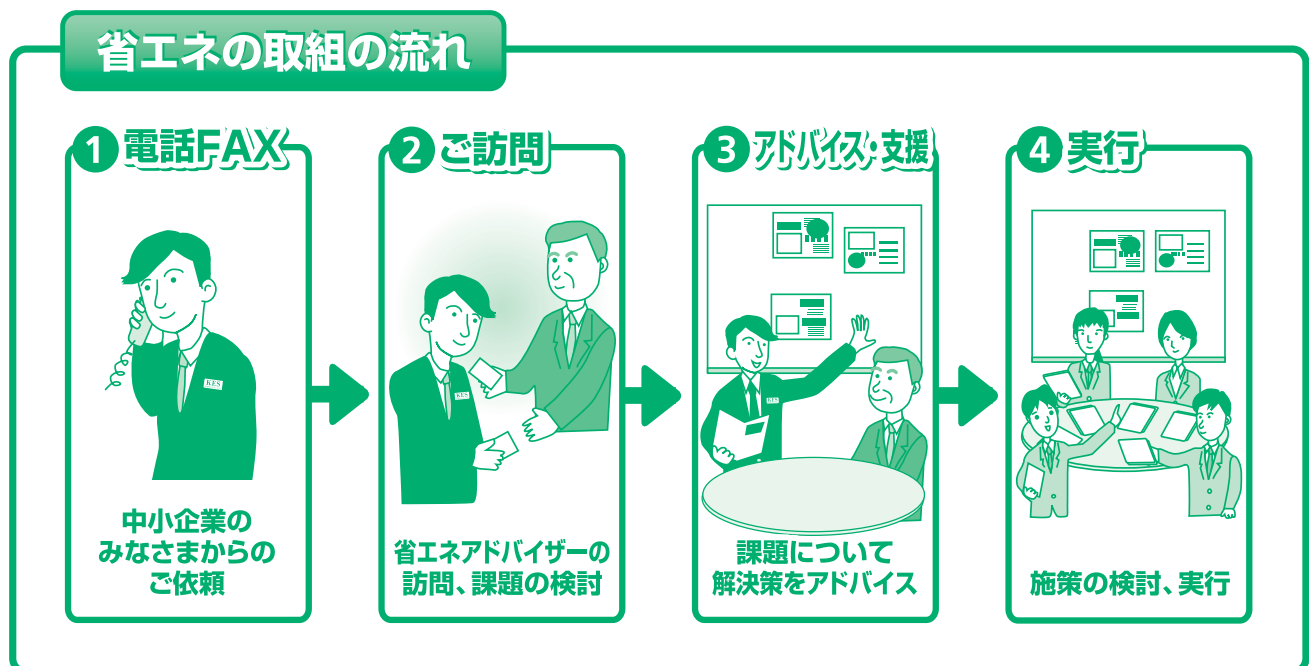 省エネの取組の流れ
1 電話FAX
KES
中小企業の
みなさまからの
ご依頼
2 ご訪問
KES
省エネアドバイザーの
訪問、課題の検討
3 アドバイス・支援
KES
課題について
解決策をアドバイス
4 実行
施策の検討、実行